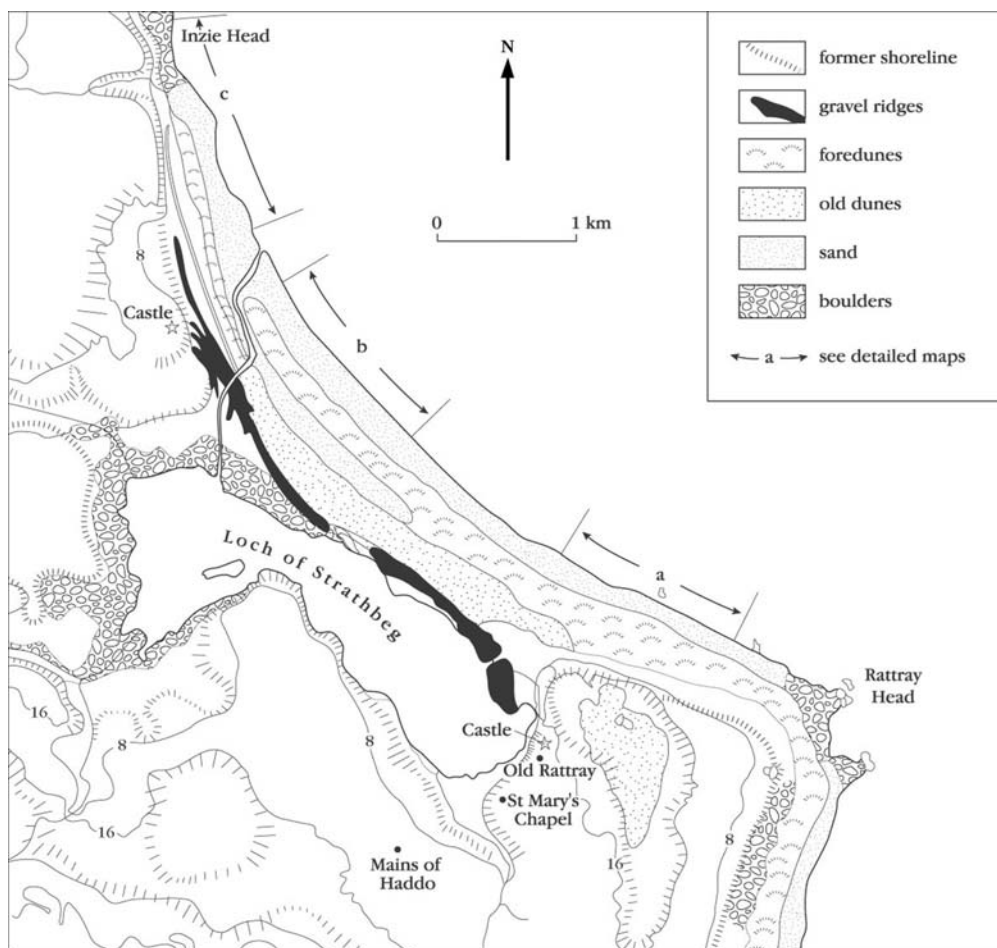 Inzie Head
c
N
0 1 km
8
Castle
b
Loch of Strathbeg
a
Rattray
Head
16
8
8
Castle
Old Rattray
St Mary's
Chapel
16
16
8
Mains of
Haddo
former shoreline
gravel ridges
foredunes
old dunes
sand
boulders
a see detailed maps